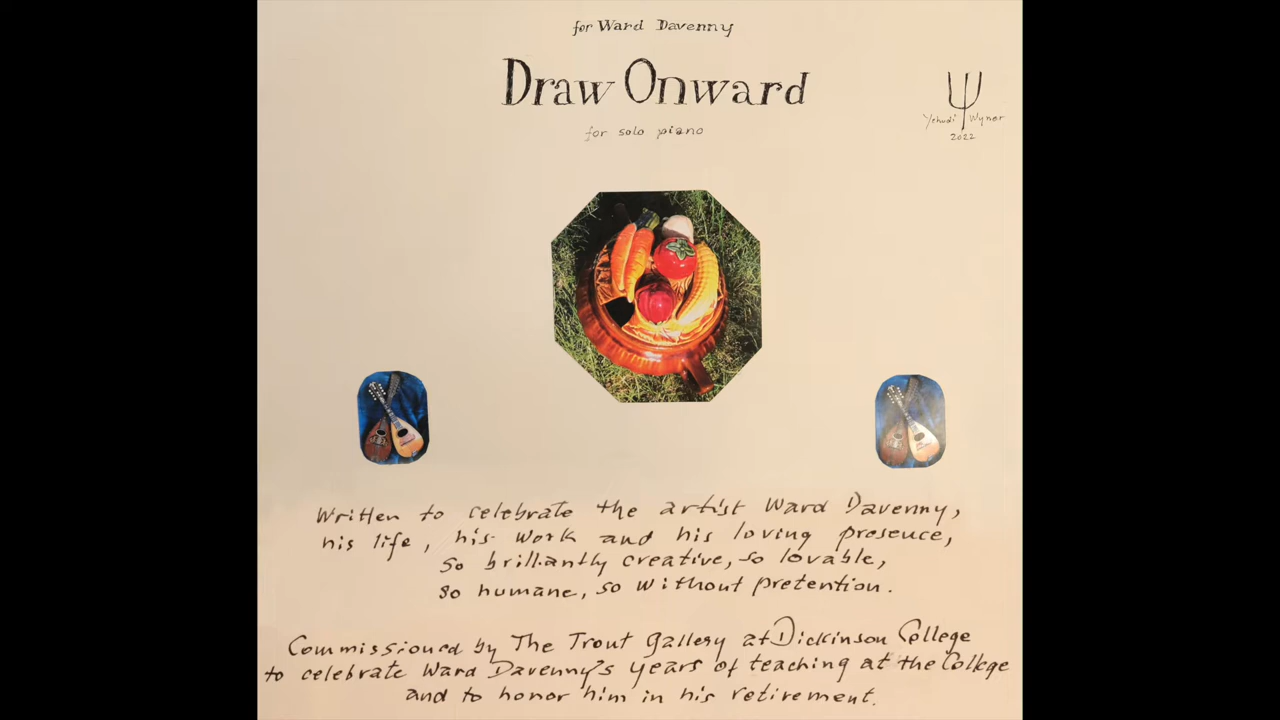 for Ward Davenny
Draw Onward
for solo piano
Yehudi Wyner
2022
Written to celebrate the artist Ward Davenny,
his life, his work and his loving presence,
so brilliantly creative, so lovable,
so humane, so without pretention.
Commissioned by The Trout Gallery at Dickinson College
to celebrate Ward Davenny's years of teaching at the College
and to honor him in his retirement.